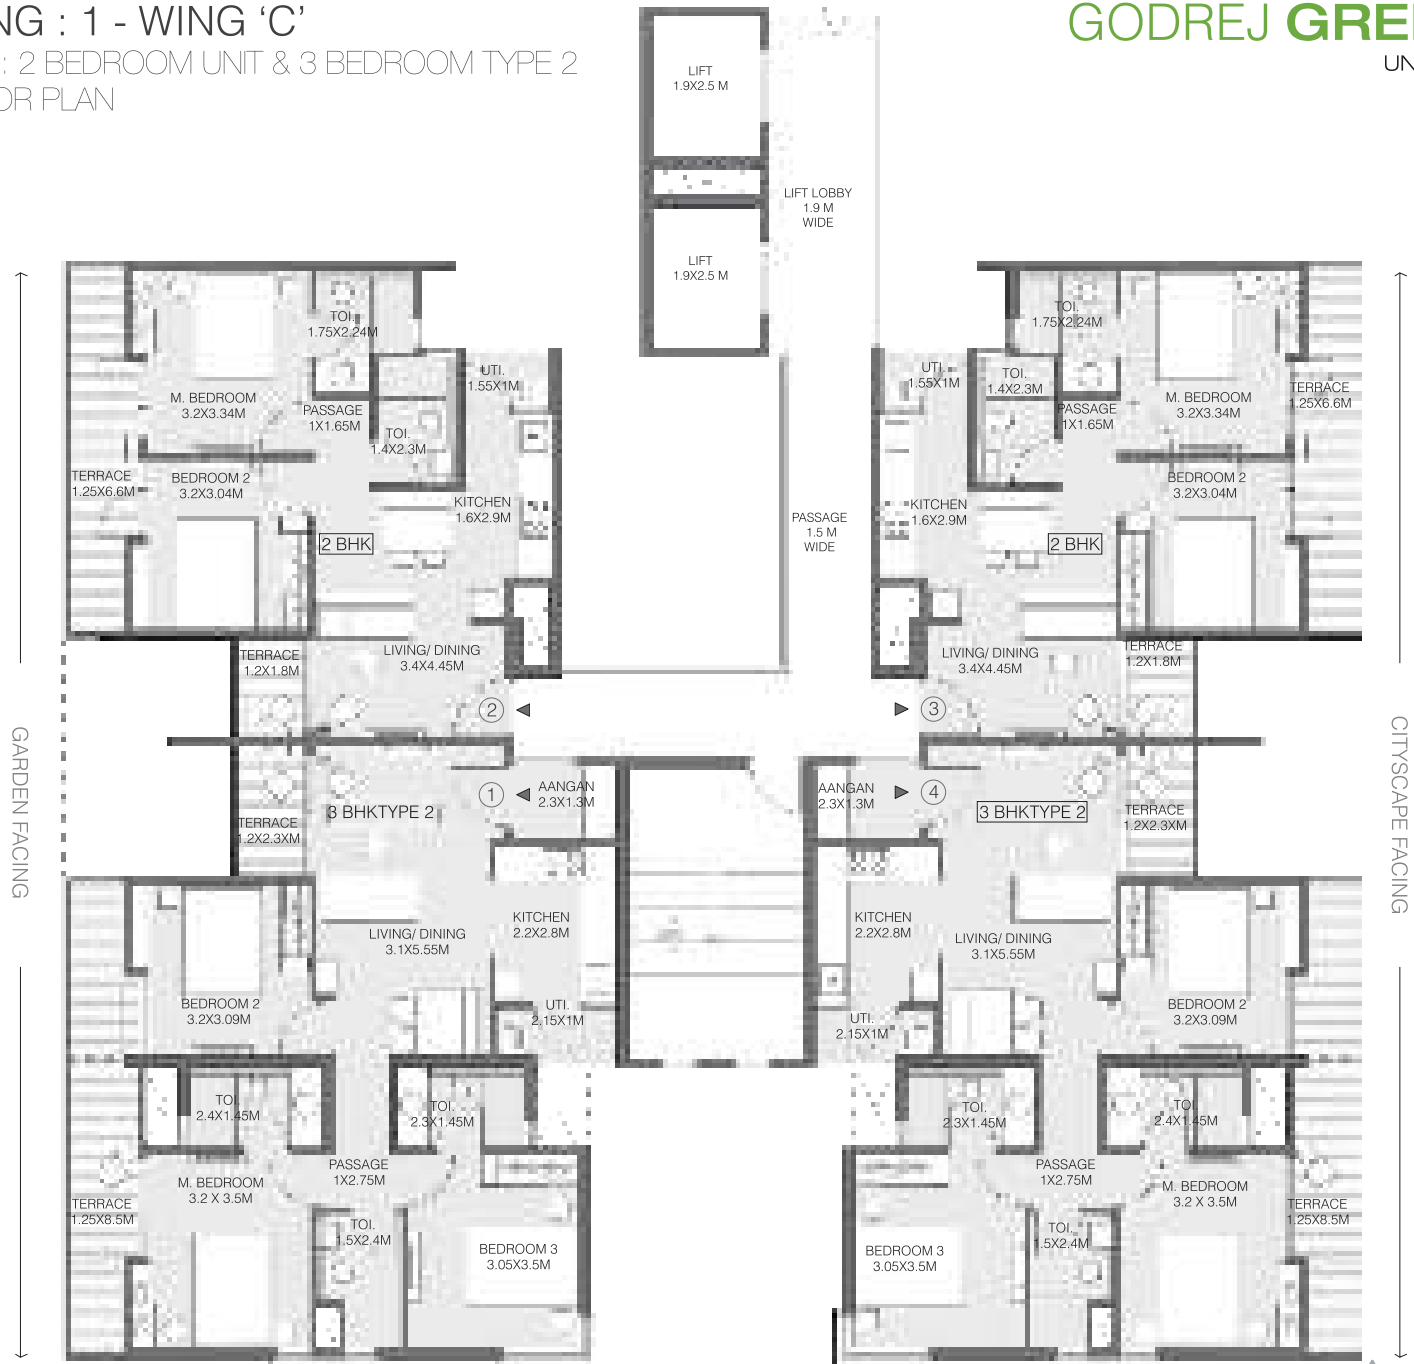 NG : 1 - WING ‘C’
: 2 BEDROOM UNIT & 3 BEDROOM TYPE 2
OR PLAN
GODREJ GREE
UN
LIFT
1.9X2.5 M
LIFT LOBBY
1.9 M
WIDE
LIFT
1.9X2.5 M
TOI.
1.75X2.24M
UTI.
1.55X1M
M. BEDROOM
3.2X3.34M
PASSAGE
1X1.65M
TOI.
1.4X2.3M
TERRACE
1.25X6.6M
BEDROOM 2
3.2X3.04M
KITCHEN
1.6X2.9M
2 BHK
PASSAGE
1.5 M
WIDE
TOI.
1.75X2.24M
UTI.
1.55X1M
TOI.
1.4X2.3M
PASSAGE
1X1.65M
M. BEDROOM
3.2X3.34M
TERRACE
1.25X6.6M
BEDROOM 2
3.2X3.04M
KITCHEN
1.6X2.9M
2 BHK
TERRACE
1.2X1.8M
LIVING/ DINING
3.4X4.45M
LIVING/ DINING
3.4X4.45M
TERRACE
1.2X1.8M
2
3
GARDEN FACING
CITYSCAPE FACING
1
AANGAN
2.3X1.3M
AANGAN
2.3X1.3M
4
3 BHKTYPE 2
3 BHKTYPE 2
TERRACE
1.2X2.3XM
TERRACE
1.2X2.3XM
KITCHEN
2.2X2.8M
KITCHEN
2.2X2.8M
LIVING/ DINING
3.1X5.55M
LIVING/ DINING
3.1X5.55M
BEDROOM 2
3.2X3.09M
UTI.
2.15X1M
UTI.
2.15X1M
BEDROOM 2
3.2X3.09M
TOI.
2.4X1.45M
TOI.
2.3X1.45M
TOI.
2.3X1.45M
TOI.
2.4X1.45M
PASSAGE
1X2.75M
PASSAGE
1X2.75M
M. BEDROOM
3.2 X 3.5M
M. BEDROOM
3.2 X 3.5M
TERRACE
1.25X8.5M
TERRACE
1.25X8.5M
TOI.
1.5X2.4M
TOI.
1.5X2.4M
BEDROOM 3
3.05X3.5M
BEDROOM 3
3.05X3.5M